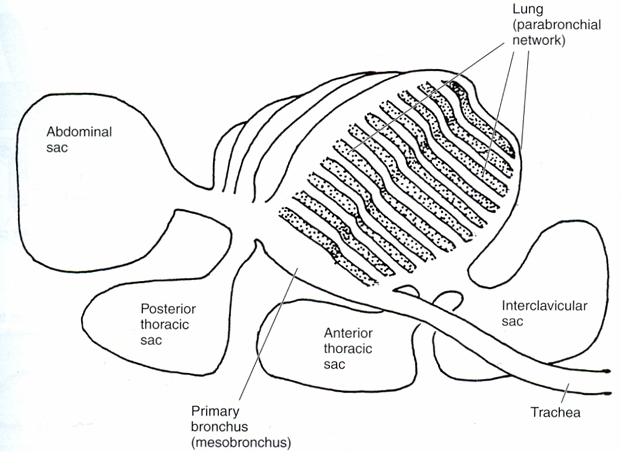 Lung
(parabronchial
network)
Abdominal
sac
Posterior
thoracic
sac
Anterior
thoracic
sac
Interclavicular
sac
Primary
bronchus
(mesobronchus)
Trachea